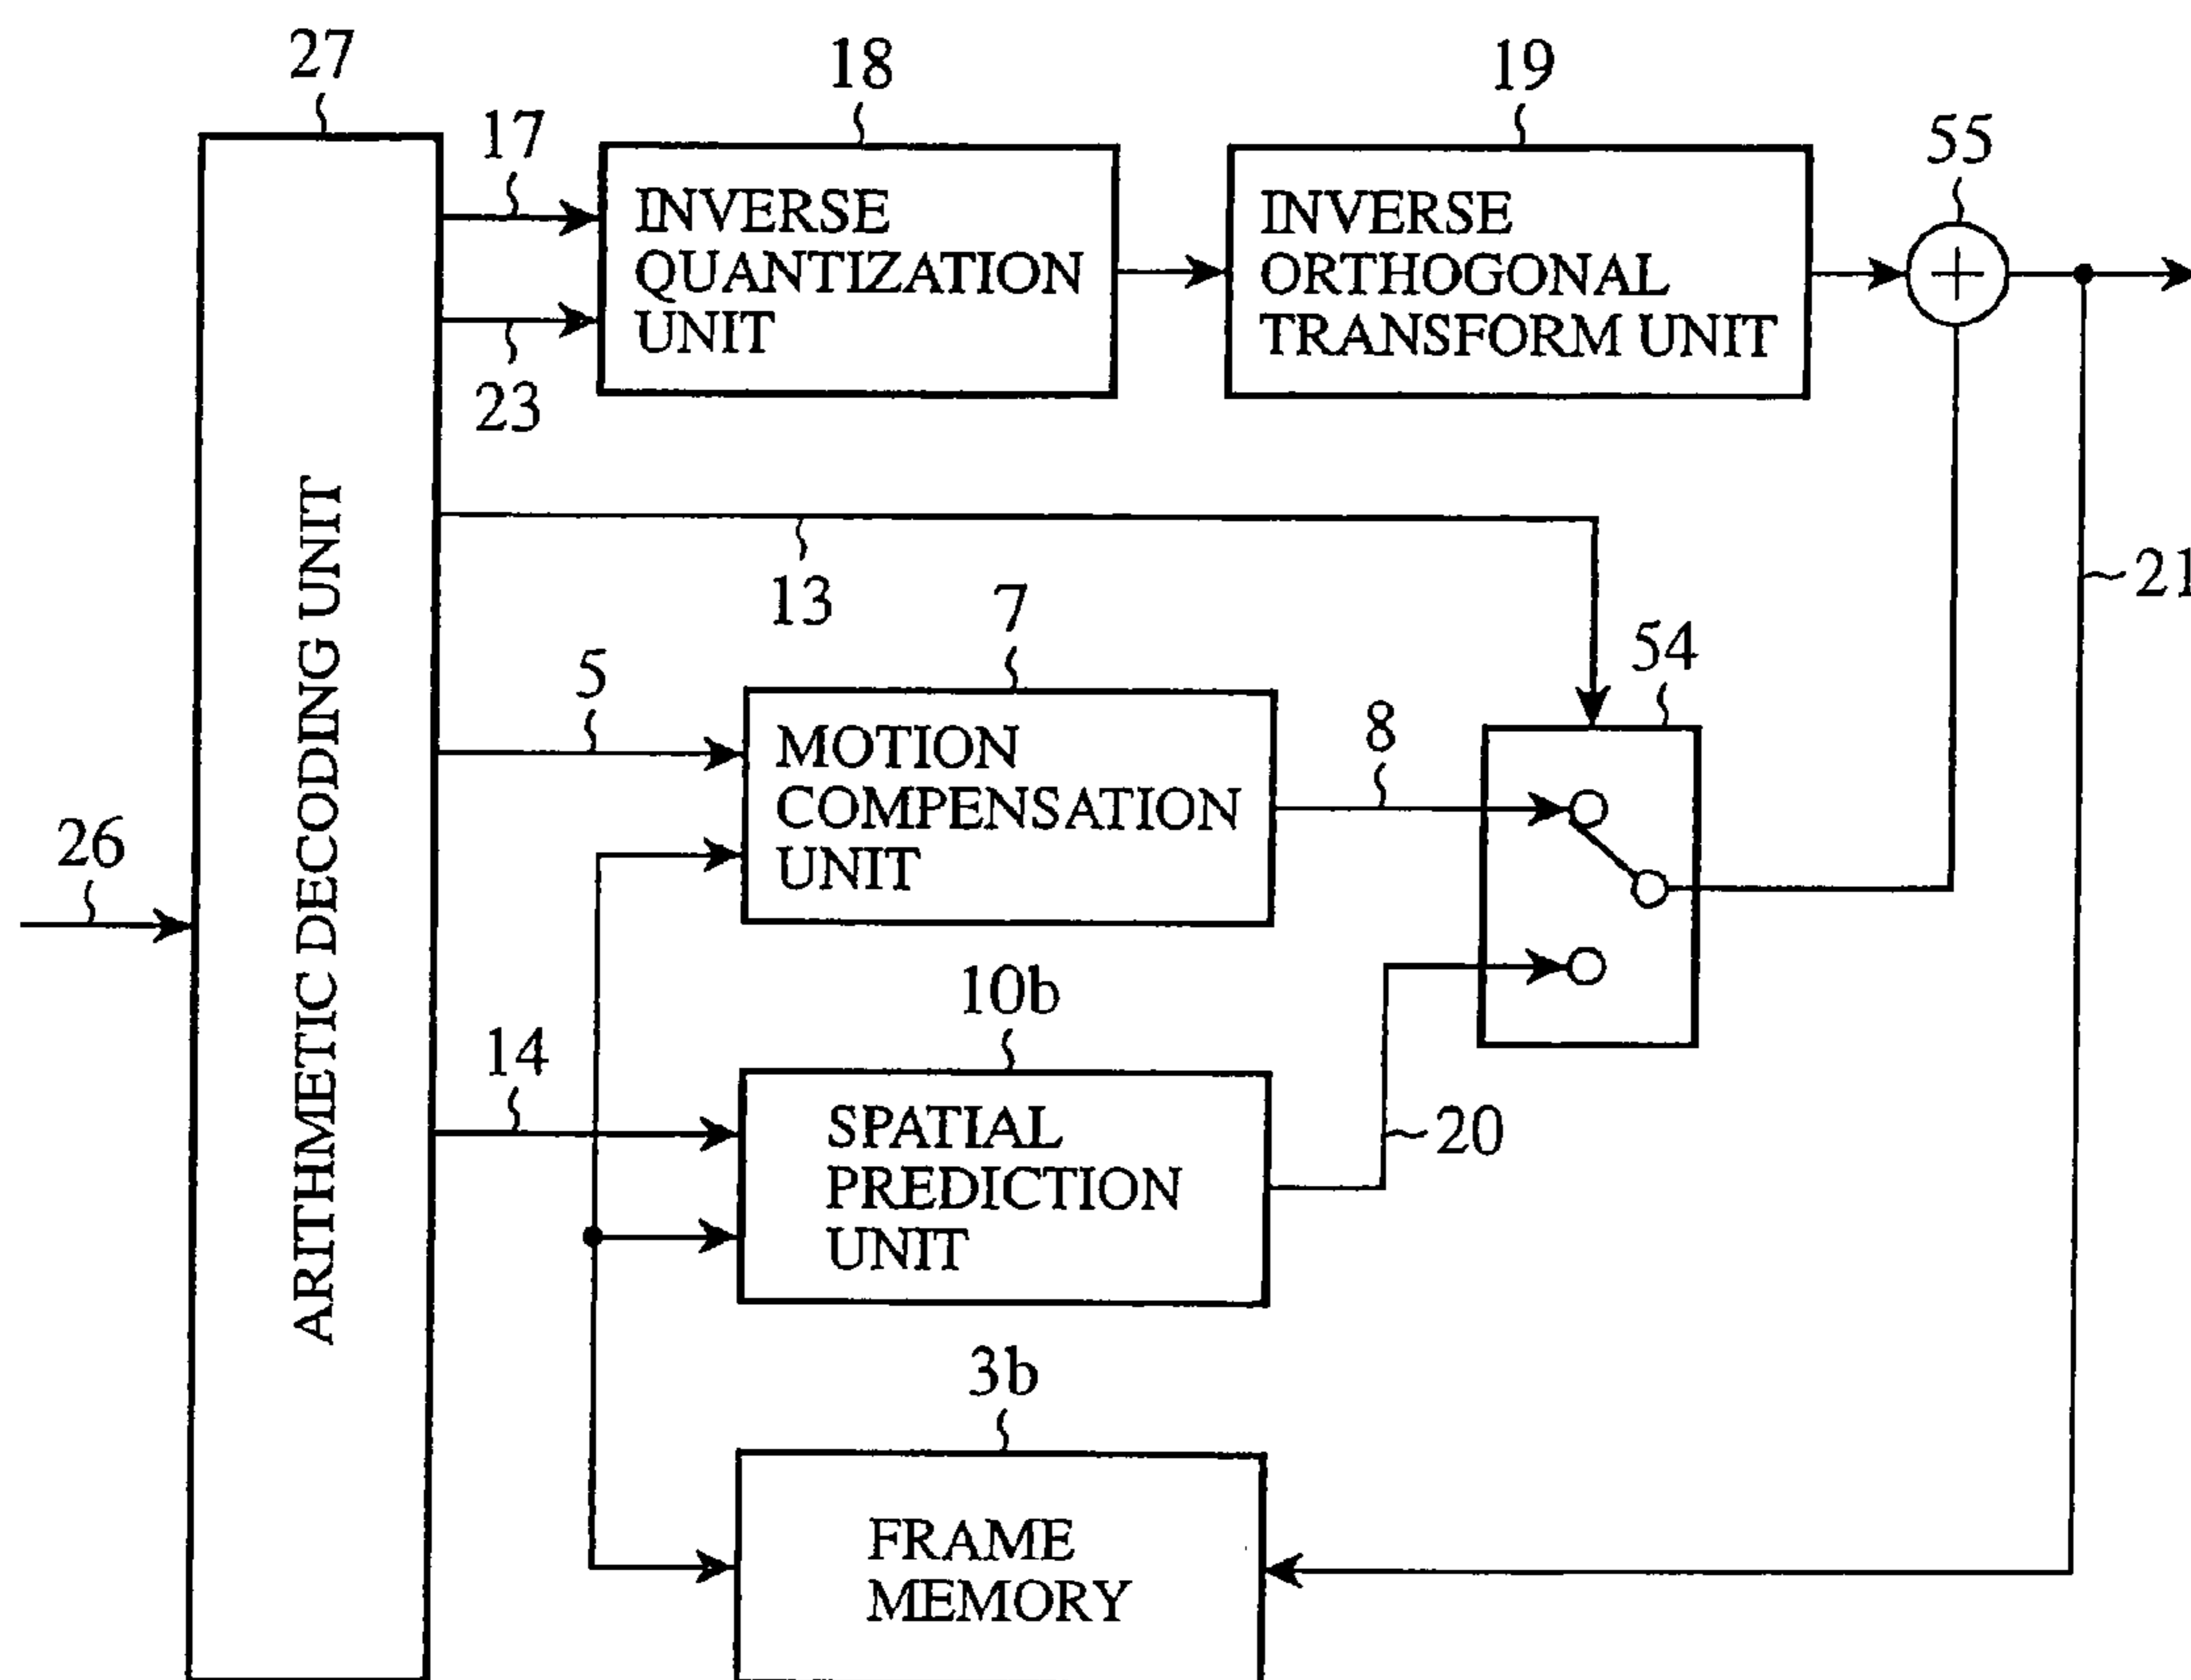 27
18
19
55
17
INVERSE
QUANTIZATION
UNIT
INVERSE
ORTHOGONAL
TRANSFORM UNIT
23
13
21
ARITHMETIC DECODING UNIT
5
7
54
MOTION
COMPENSATION
UNIT
8
26
10b
14
SPATIAL
PREDICTION
UNIT
20
3b
FRAME
MEMORY